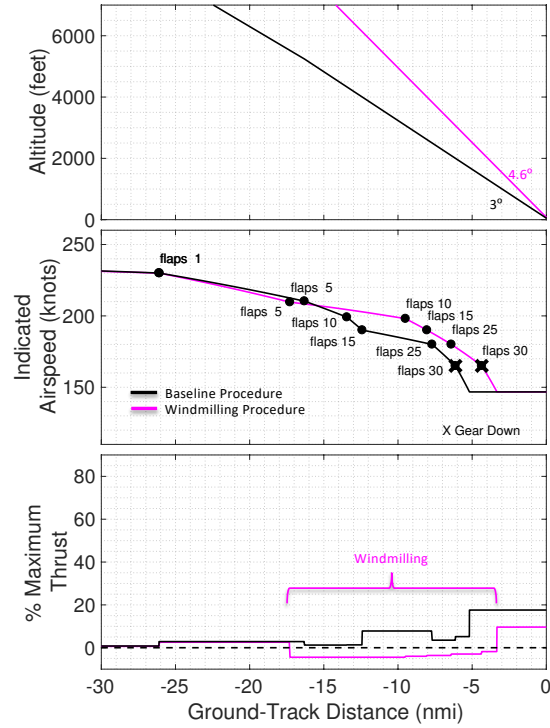 Altitude (feet)
6000
4000
2000
0
4.6°
3°
Indicated
Airspeed (knots)
250
200
150
flaps 1
flaps 5
flaps 5
flaps 10
flaps 10
flaps 15
flaps 15
flaps 25
flaps 25
flaps 30
flaps 30
Baseline Procedure
Windmilling Procedure
X Gear Down
% Maximum
Thrust
80
60
40
20
0
Windmilling
-30
-25
-20
-15
-10
-5
0
Ground-Track Distance (nmi)